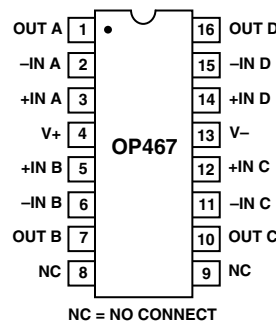 OUT A 1 16 OUT D
–IN A 2 15 –IN D
+IN A 3 14 +IN D
V+ 4 13 V–
OP467
+IN B 5 12 +IN C
–IN B 6 11 –IN C
OUT B 7 10 OUT C
NC 8 9 NC
NC = NO CONNECT